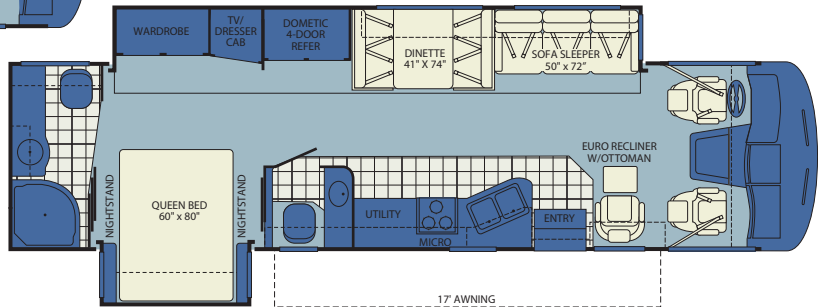 WARDROBE
TV/
DRESSER
CAB
DOMETIC
4-DOOR
REFER
DINETTE
41" X 74"
SOFA SLEEPER
50" x 72"
EURO RECLINER
W/OTTOMAN
NIGHTSTAND
QUEEN BED
60" x 80"
NIGHTSTAND
UTILITY
MICRO
ENTRY
17' AWNING